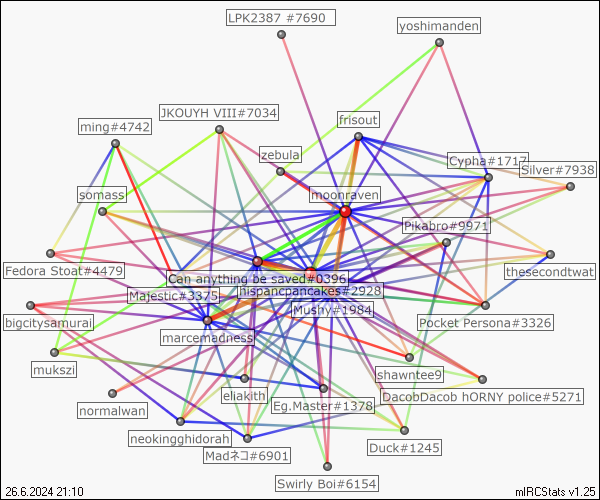 LPK2387 #7690
yoshimanden
JKOUYH VIII#7034
frisout
ming#4742
zebula
Cypha#1717
Silver#7938
moonraven
somass
Pikabro#9971
Fedora Stoat#4479
thesecondtwat
Can anything be saved#0396
hispancpancakes#2928
Majestic#3375
Mushy#1984
bigcitysamurai
Pocket Persona#3326
marcemadness
mukszi
shawntee9
eliakith
DacobDacob hORNY police#5271
normalwan
Eg.Master#1378
neokingghidorah
Duck#1245
Madネコ#6901
Swirly Boi#6154
26.6.2024 21:10
mIRCStats v1.25